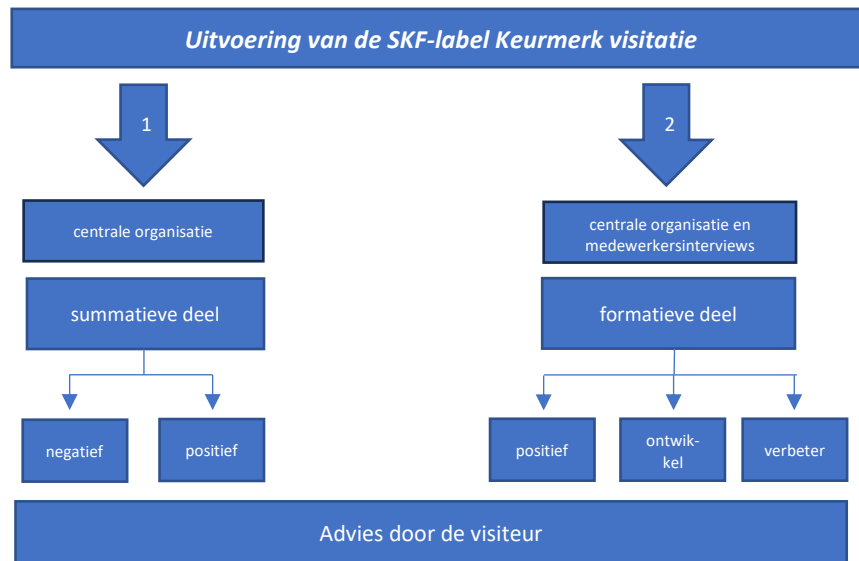 Uitvoering van de SKF-label Keurmerk visitatie
1
2
centrale organisatie
centrale organisatie en
medewerkersinterviews
summatieve deel
formatieve deel
negatief
positief
positief
ontwik-
kel
verbeter
Advies door de visiteur